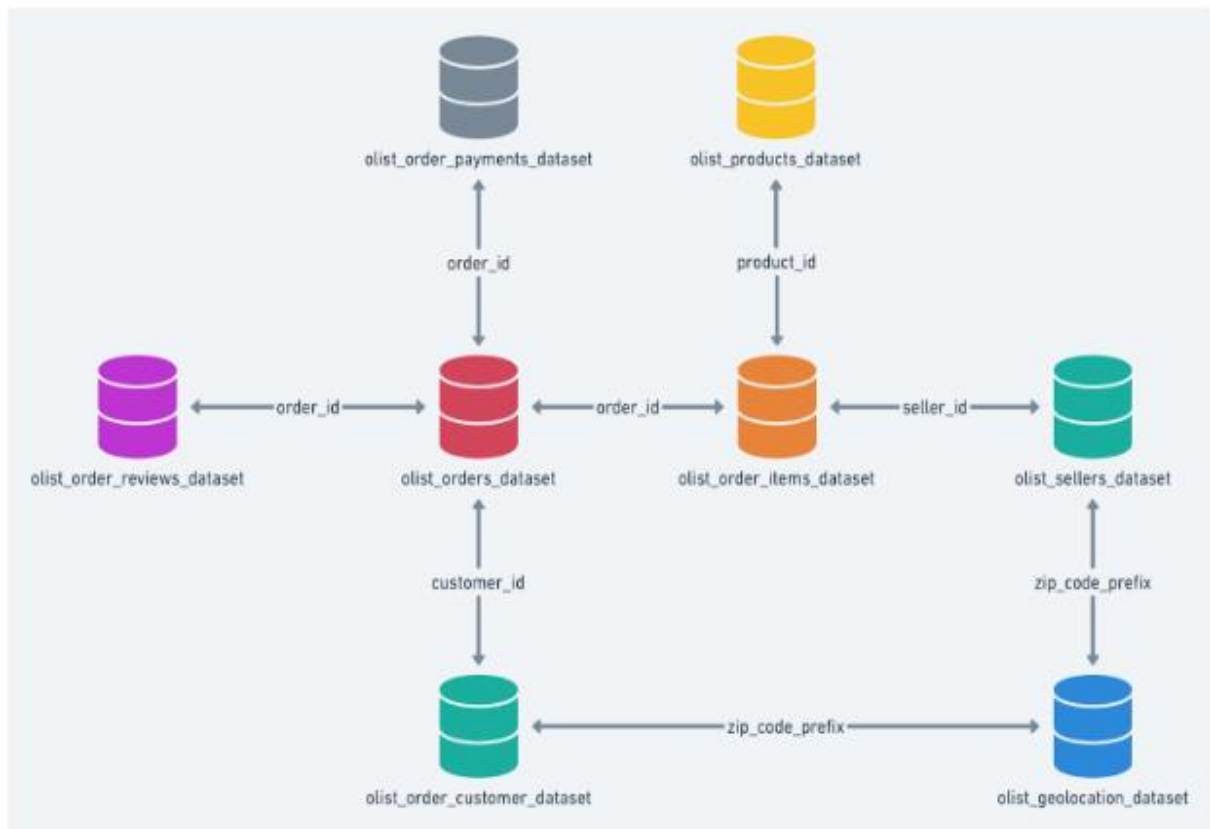 olist_order_payments_dataset
olist_products_dataset
order_id
product_id
order_id
order_id
seller_id
olist_order_reviews_dataset
olist_orders_dataset
olist_order_items_dataset
olist_sellers_dataset
customer_id
zip_code_prefix
zip_code_prefix
olist_order_customer_dataset
olist_geolocation_dataset